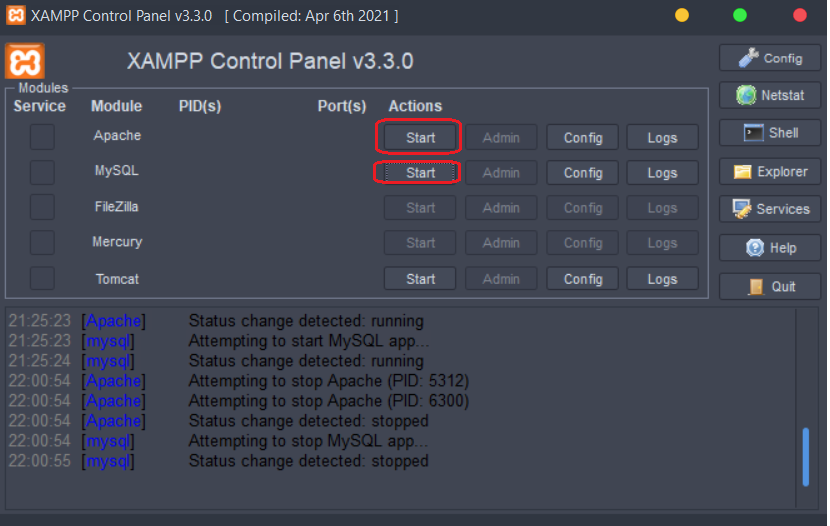 XAMPP Control Panel v3.3.0 [ Compiled: Apr 6th 2021 ]
XAMPP Control Panel v3.3.0
Config
Modules
Service Module PID(s) Port(s) Actions
Netstat
Apache Start Admin Config Logs
Shell
MySQL Start Admin Config Logs
Explorer
FileZilla Start Admin Config Logs
Services
Mercury Start Admin Config Logs
Help
Tomcat Start Admin Config Logs
Quit
21:25:23 [Apache] Status change detected: running
21:25:23 [mysql] Attempting to start MySQL app...
21:25:24 [mysql] Status change detected: running
22:00:54 [Apache] Attempting to stop Apache (PID: 5312)
22:00:54 [Apache] Attempting to stop Apache (PID: 6300)
22:00:54 [Apache] Status change detected: stopped
22:00:54 [mysql] Attempting to stop MySQL app...
22:00:55 [mysql] Status change detected: stopped